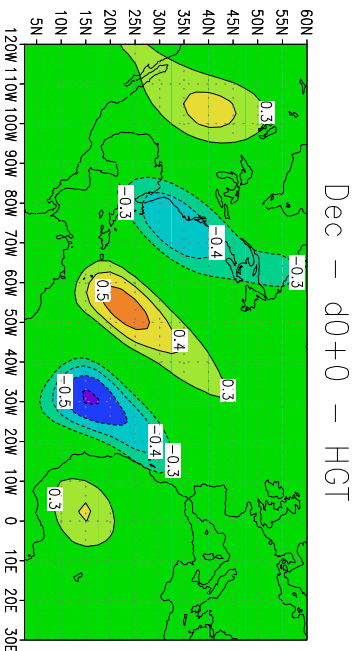 Dec - d0+0 - HGT
60N
55N
50N
45N
40N
35N
30N
25N
20N
15N
10N
5N
120W
110W
100W
90W
80W
70W
60W
50W
40W
30W
20W
10W
0
10E
20E
30E
0.3
-0.3
-0.4
-0.3
0.5
0.4
0.3
-0.5
-0.4
-0.3
0.3